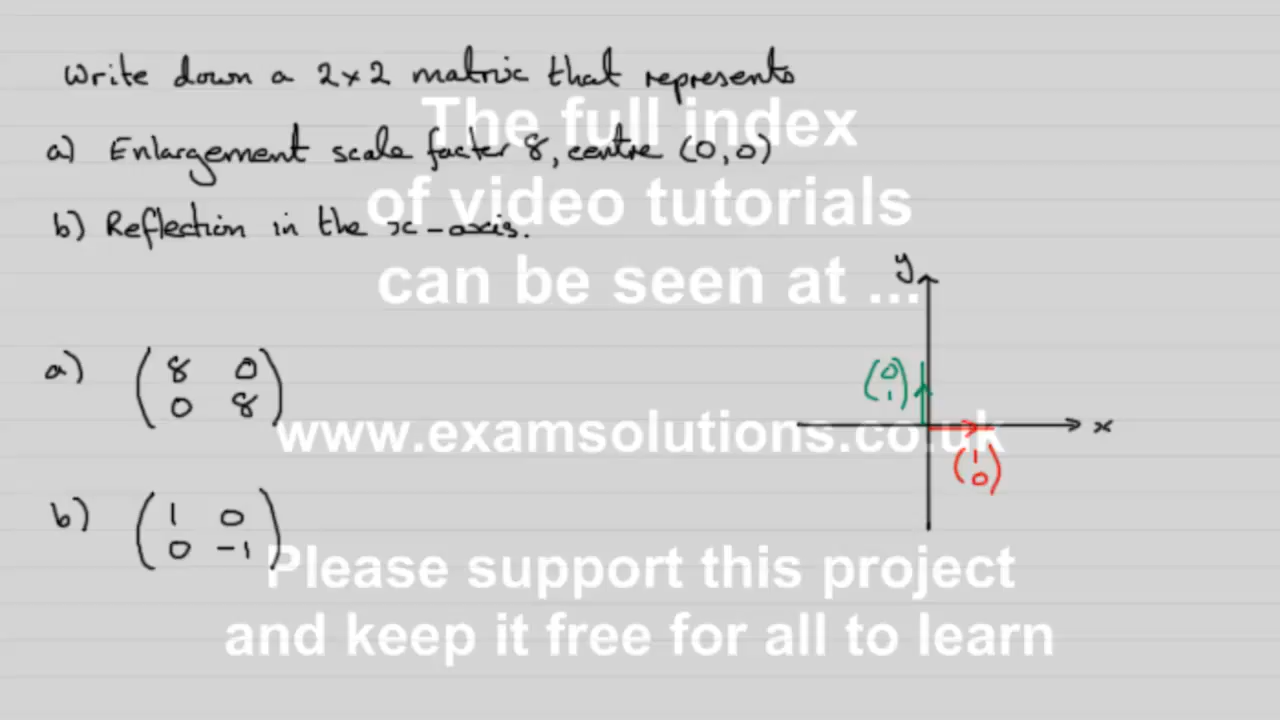 Write down a 2×2 matrix that represents
a) Enlargement scale factor 8, centre (0,0)
b) Reflection in the x-axis.
The full index
of video tutorials
can be seen at ...
y
a) ( 8 0
0 8 )
( 0
1 )
www.examsolutions.co.uk
x
( 1
0 )
b) ( 1 0
0 -1 )
Please support this project
and keep it free for all to learn